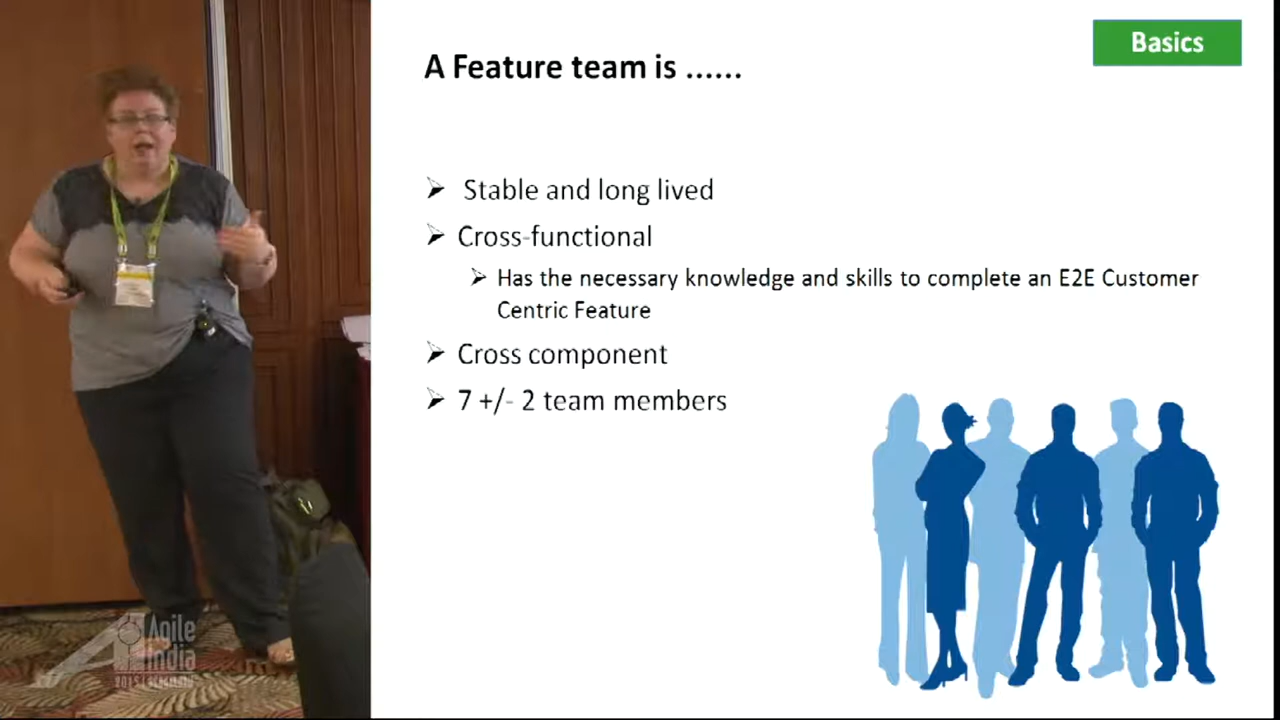 Basics
A Feature team is ......
Stable and long lived
Cross-functional
Has the necessary knowledge and skills to complete an E2E Customer
Centric Feature
Cross component
7 +/- 2 team members
Agile
India
2015